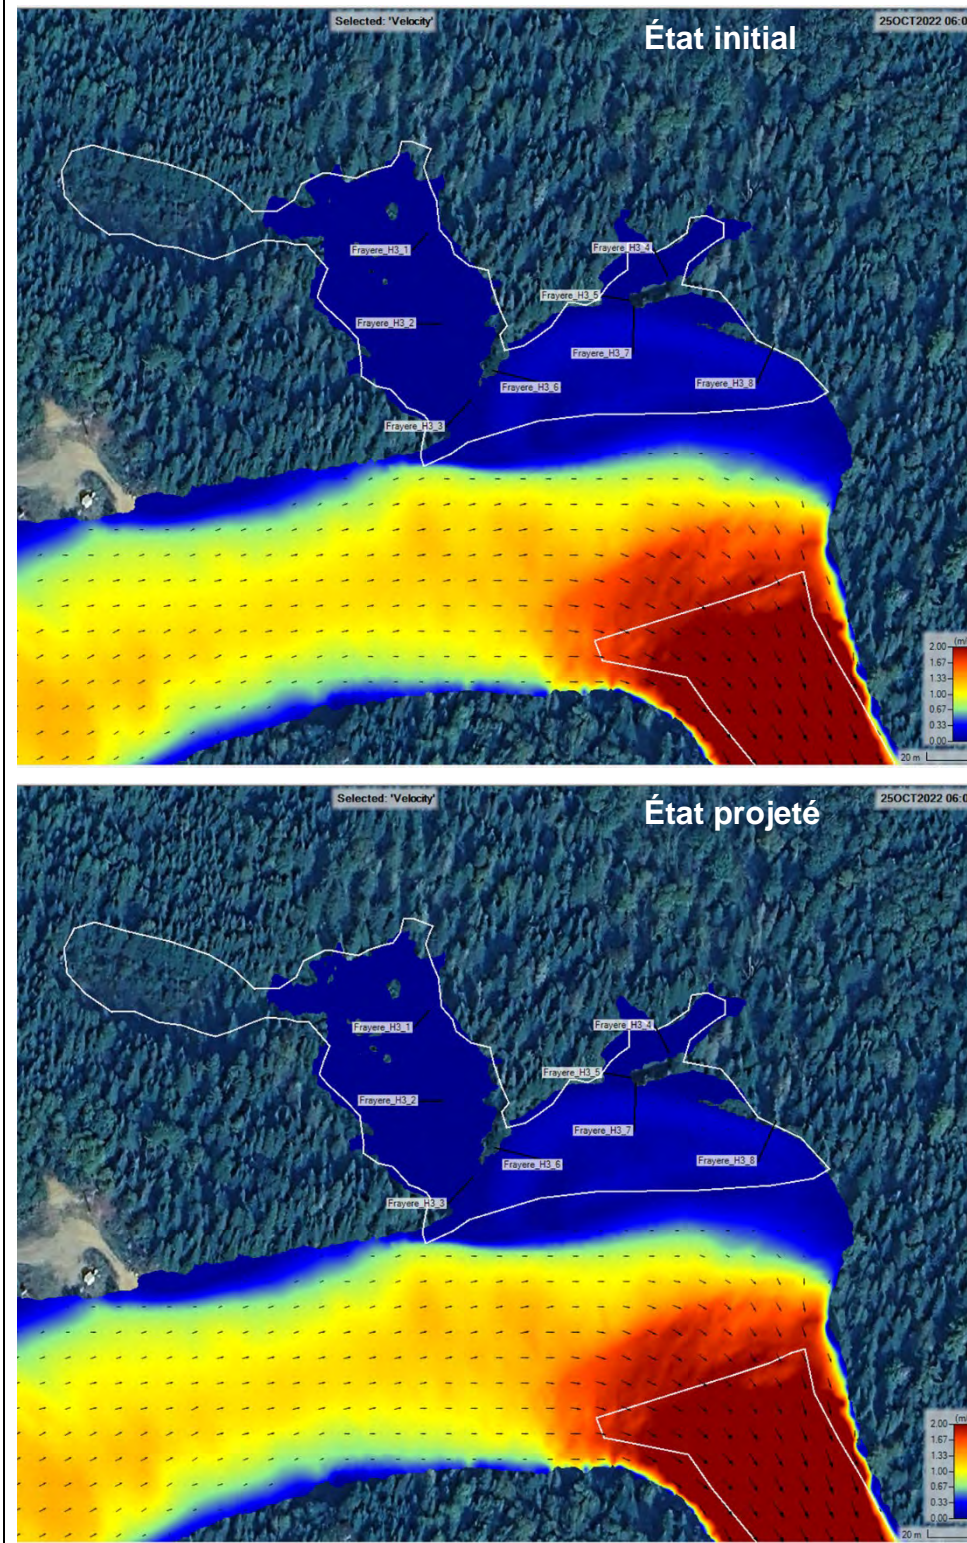 Selected: 'Velocity'
25OCT2022 06:0
État initial
Frayere_H3_1
Frayere_H3_4
Frayere_H3_5
Frayere_H3_2
Frayere_H3_7
Frayere_H3_6
Frayere_H3_8
Frayere_H3_3
(m/
2.00
1.67
1.33
1.00
0.67
0.33
0.00
20 m
Selected: 'Velocity'
25OCT2022 06:0
État projeté
Frayere_H3_1
Frayere_H3_4
Frayere_H3_5
Frayere_H3_2
Frayere_H3_7
Frayere_H3_6
Frayere_H3_8
Frayere_H3_3
(m/
2.00
1.67
1.33
1.00
0.67
0.33
0.00
20 m